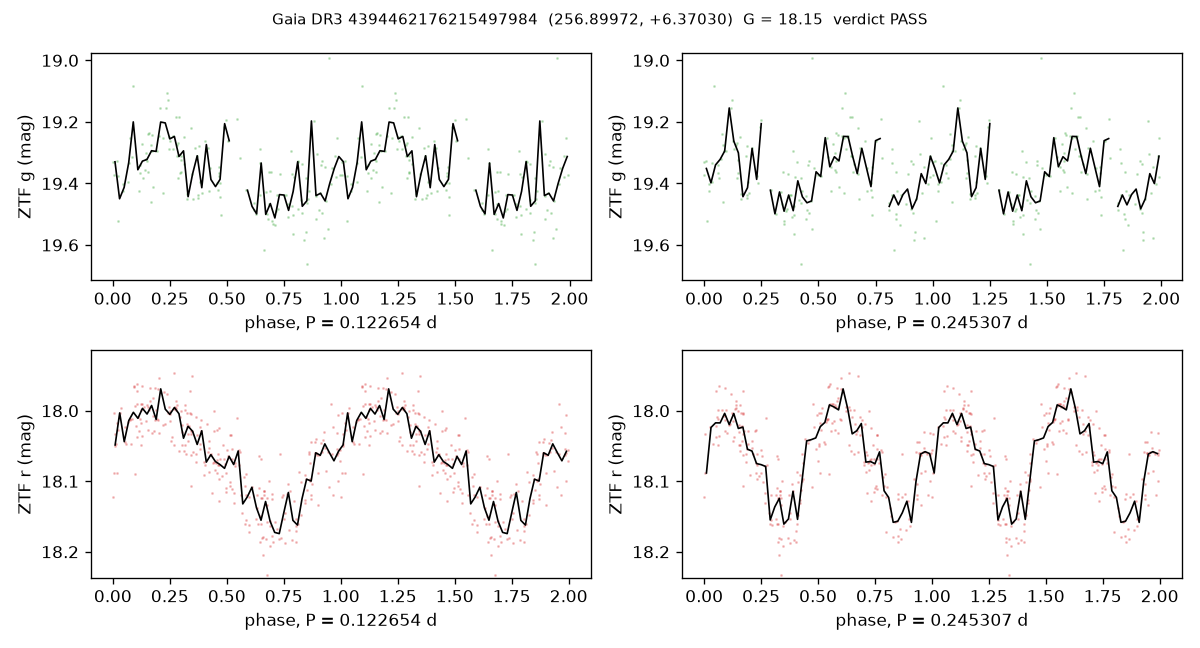 Gaia DR3 4394462176215497984  (256.89972, +6.37030)  G = 18.15  verdict PASS
ZTF g (mag)
19.0
19.2
19.4
19.6
0.00 0.25 0.50 0.75 1.00 1.25 1.50 1.75 2.00
phase, P = 0.122654 d
ZTF g (mag)
19.0
19.2
19.4
19.6
0.00 0.25 0.50 0.75 1.00 1.25 1.50 1.75 2.00
phase, P = 0.245307 d
ZTF r (mag)
18.0
18.1
18.2
0.00 0.25 0.50 0.75 1.00 1.25 1.50 1.75 2.00
phase, P = 0.122654 d
ZTF r (mag)
18.0
18.1
18.2
0.00 0.25 0.50 0.75 1.00 1.25 1.50 1.75 2.00
phase, P = 0.245307 d